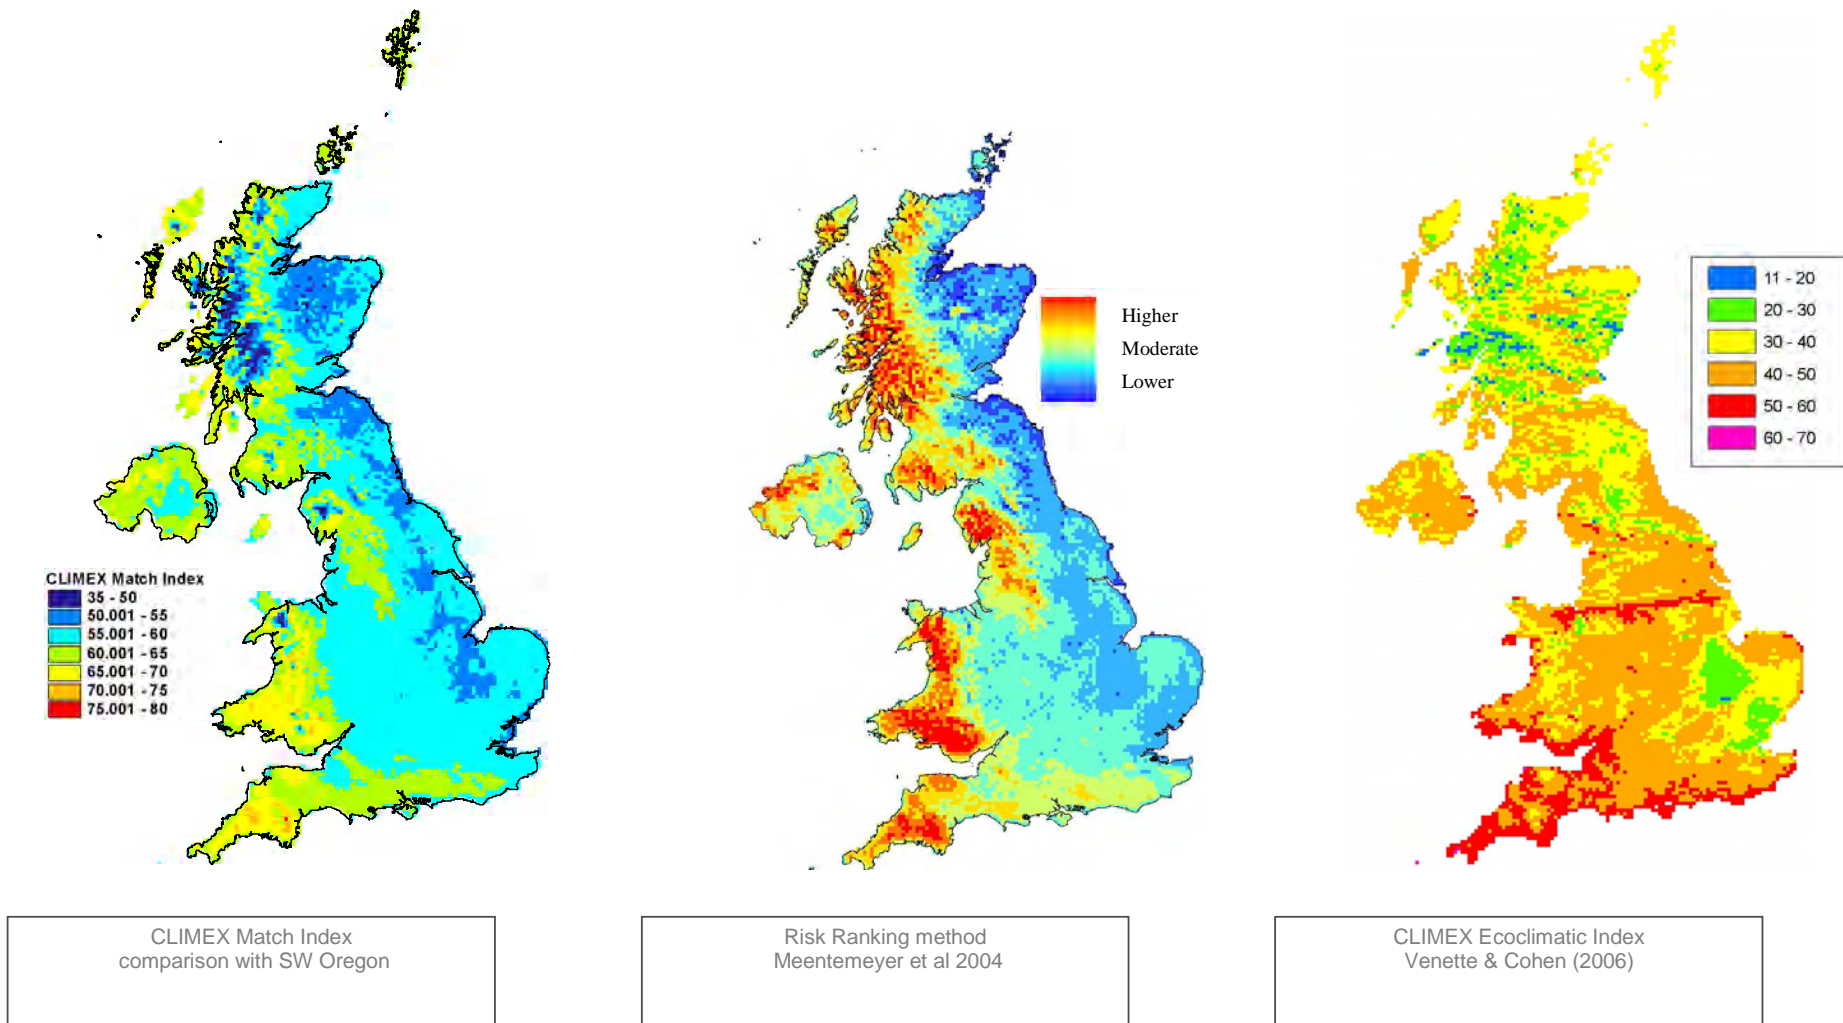 CLIMEX Match Index
35 - 50
50.001 - 55
55.001 - 60
60.001 - 65
65.001 - 70
70.001 - 75
75.001 - 80
Higher
Moderate
Lower
11 - 20
20 - 30
30 - 40
40 - 50
50 - 60
60 - 70
CLIMEX Match Index
comparison with SW Oregon
Risk Ranking method
Meentemeyer et al 2004
CLIMEX Ecoclimatic Index
Venette & Cohen (2006)